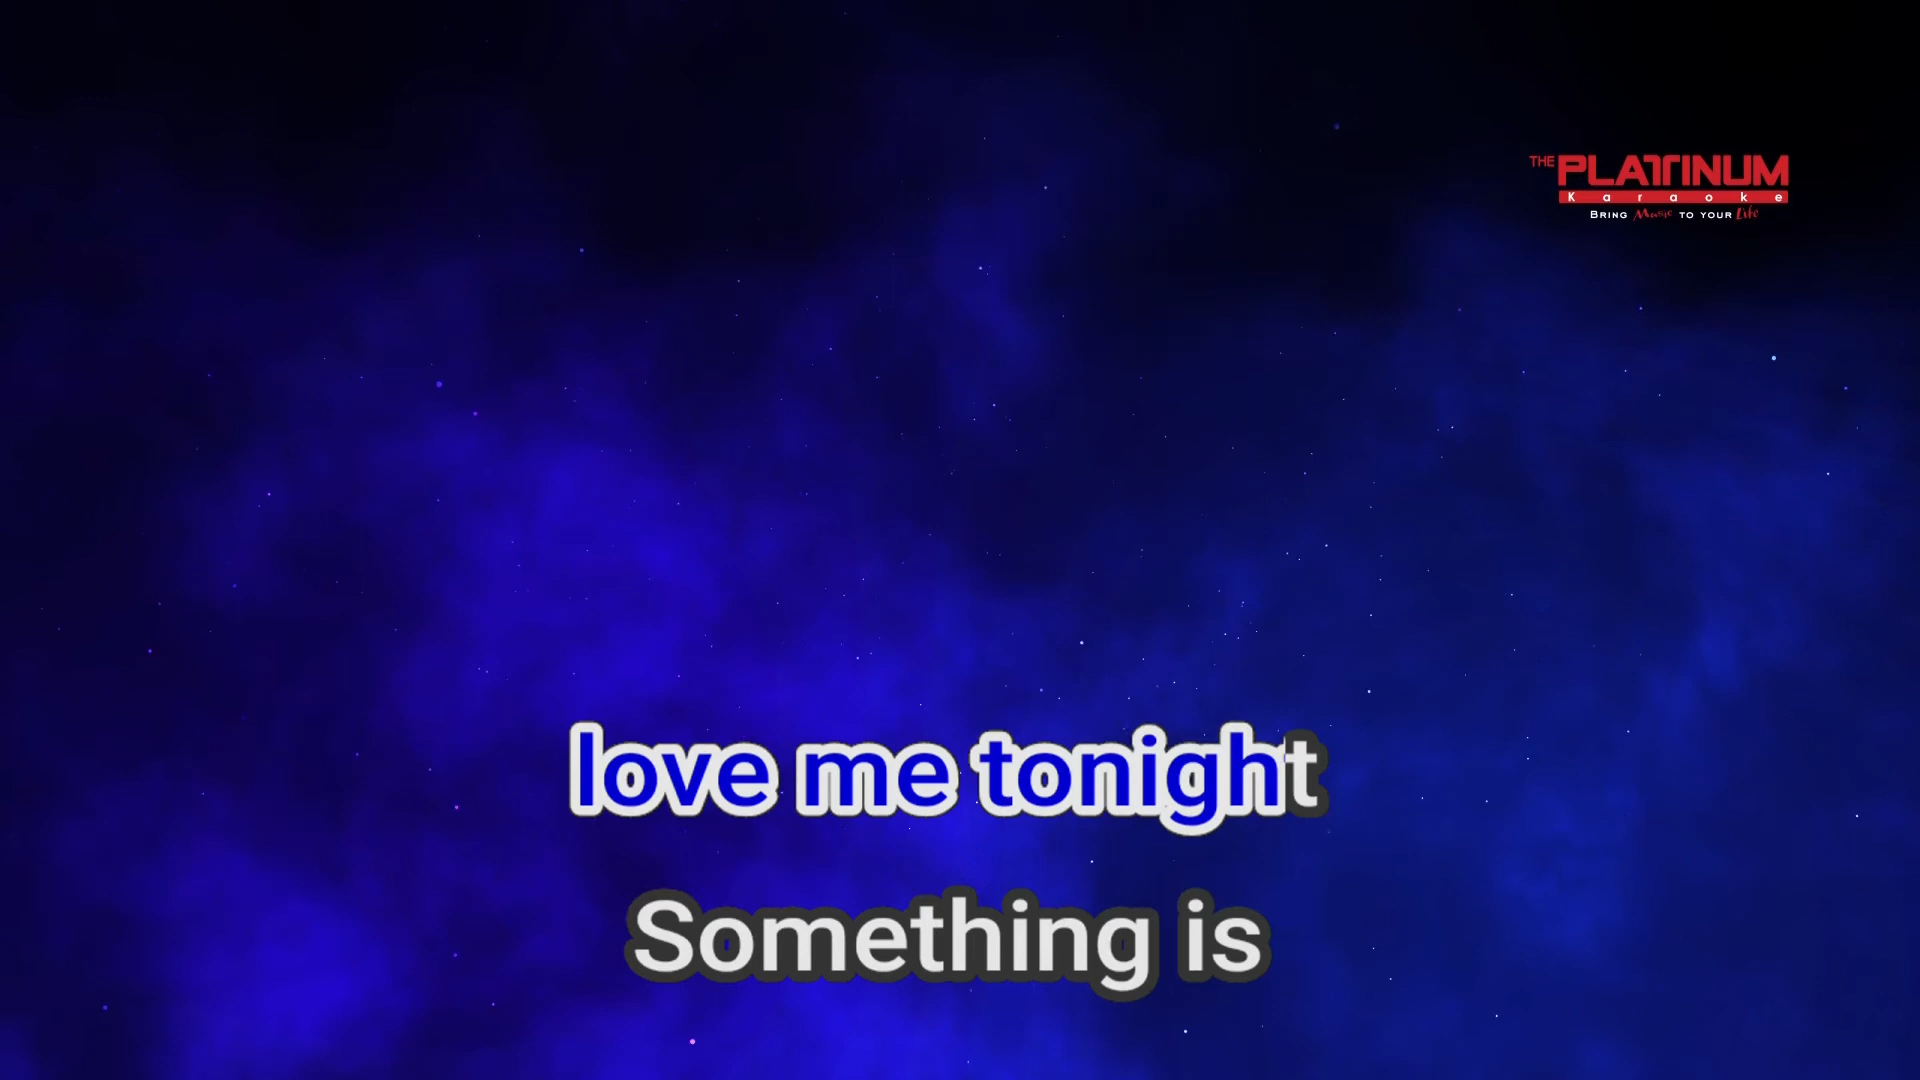 THE PLATINUM
Karaoke
BRING Music TO YOUR Life
love me tonight
Something is